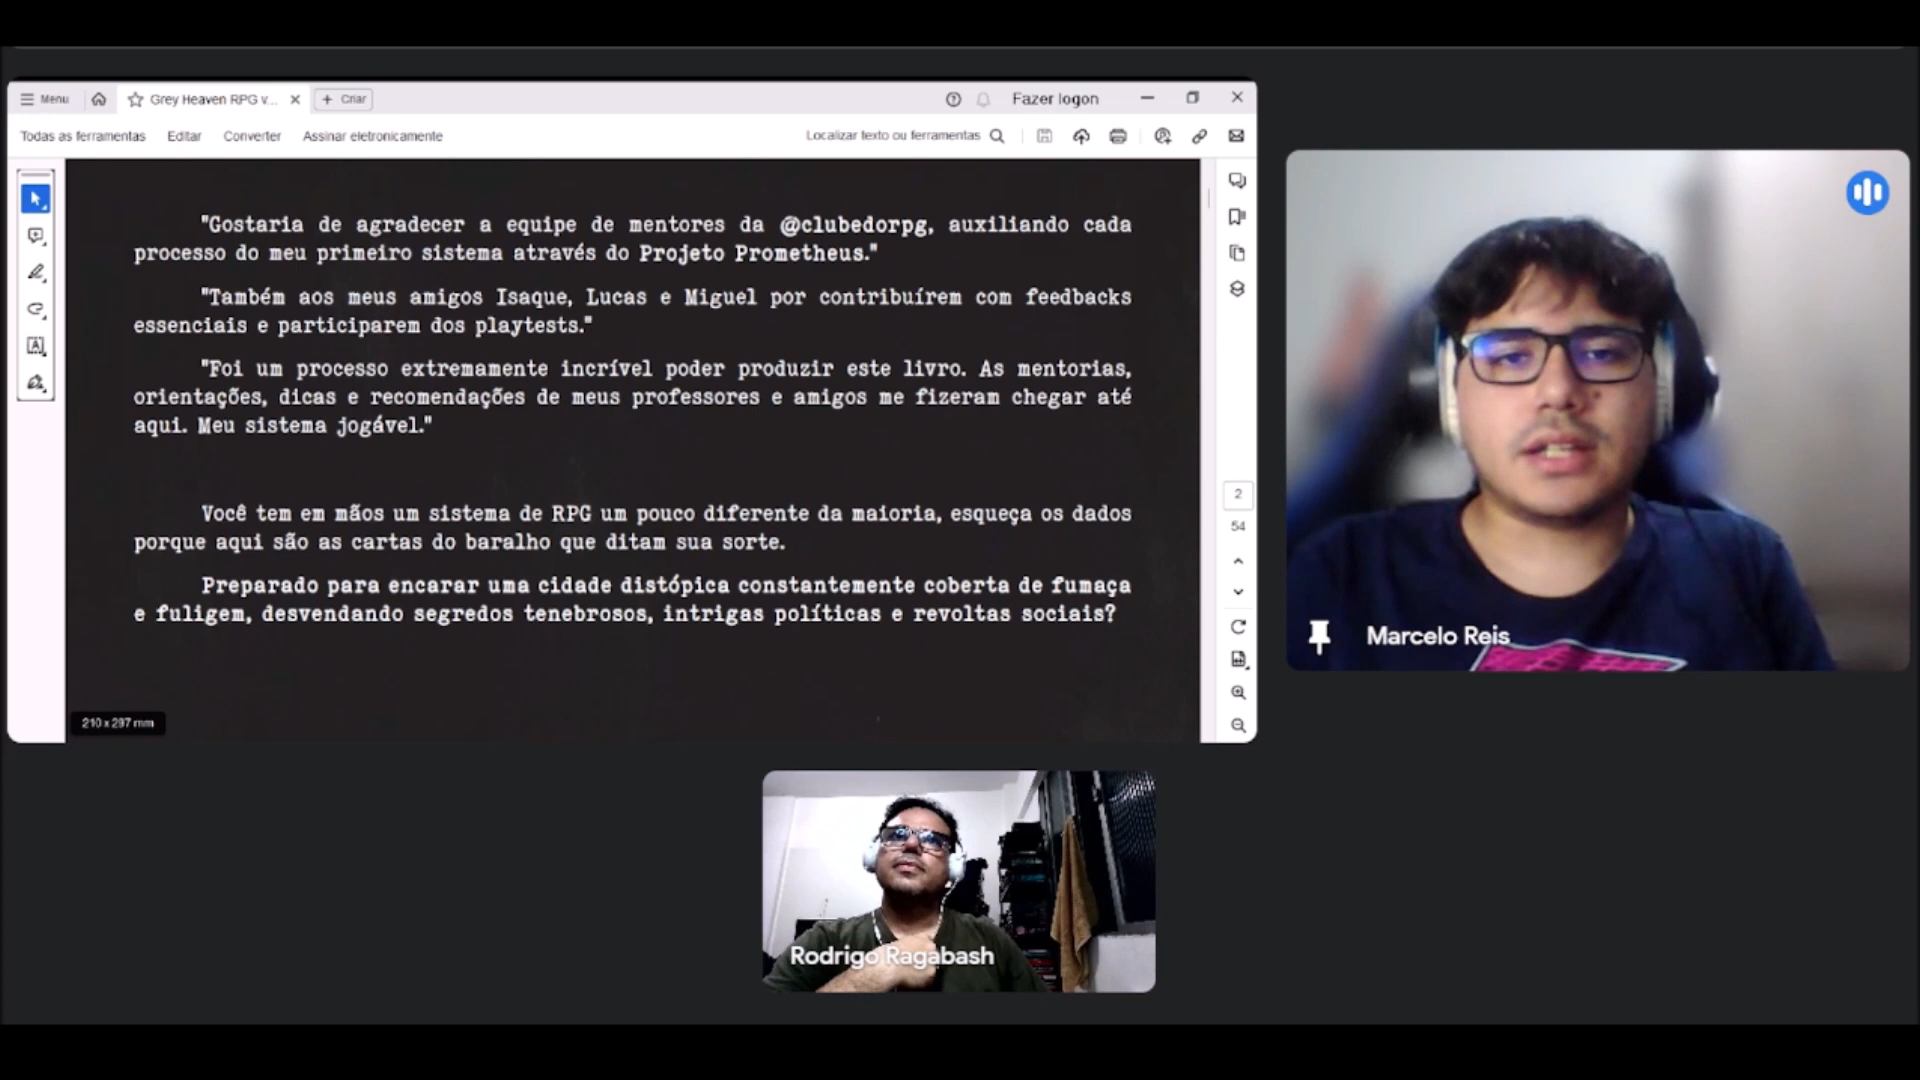 Menu
Grey Heaven RPG v...
Criar
Fazer logon
Todas as ferramentas
Editar
Converter
Assinar eletronicamente
Localizar texto ou ferramentas
"Gostaria de agradecer a equipe de mentores da @clubedorpg, auxiliando cada
processo do meu primeiro sistema através do Projeto Prometheus."
"Também aos meus amigos Isaque, Lucas e Miguel por contribuírem com feedbacks
essenciais e participarem dos playtests."
"Foi um processo extremamente incrível poder produzir este livro. As mentorias,
orientações, dicas e recomendações de meus professores e amigos me fizeram chegar até
aqui. Meu sistema jogável."
Você tem em mãos um sistema de RPG um pouco diferente da maioria, esqueça os dados
porque aqui são as cartas do baralho que ditam sua sorte.
Preparado para encarar uma cidade distópica constantemente coberta de fumaça
e fuligem, desvendando segredos tenebrosos, intrigas políticas e revoltas sociais?
2
54
210 x 297 mm
Marcelo Reis
Rodrigo Ragabash